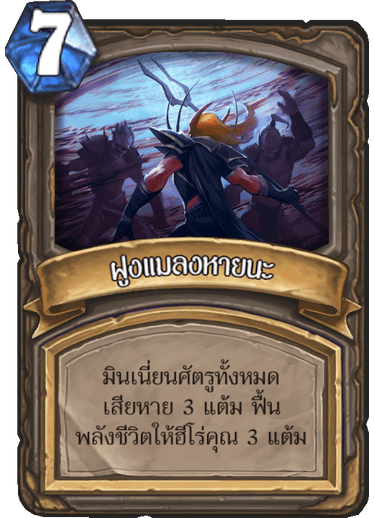 7
ฝูงแมลงหายนะ
มินเนี่ยนศัตรูทั้งหมด
เสียหาย 3 แต้ม ฟื้น
พลังชีวิตให้ฮีโร่คุณ 3 แต้ม